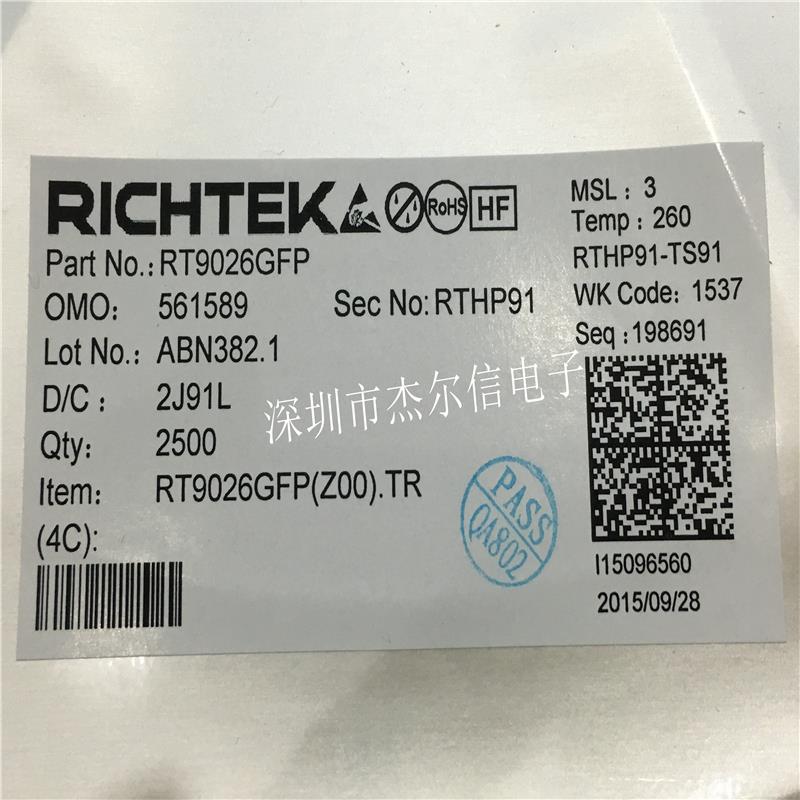 RICHTEK RoHS HF
Part No.: RT9026GFP
OMO: 561589 Sec No: RTHP91
Lot No.: ABN382.1
D/C : 2J91L
Qty: 2500
Item: RT9026GFP(Z00).TR
(4C):
MSL : 3
Temp : 260
RTHP91-TS91
WK Code: 1537
Seq :198691
深圳市杰尔信电子
PASS
QA802
I15096560
2015/09/28